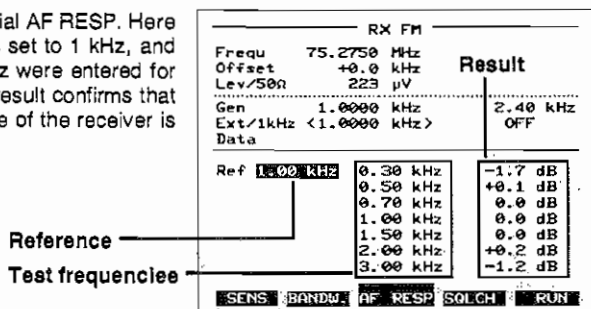 ial AF RESP. Here
set to 1 kHz, and
z were entered for
result confirms that
e of the receiver is
RX FM
Frequ 75.2750 MHz
Offset +0.0 kHz
Lev/50Ω 223 µV
Result
Gen 1.0000 kHz 2.40 kHz
Ext/1kHz <1.0000 kHz> OFF
Data
Ref 1.00 kHz
0.30 kHz -1.7 dB
0.50 kHz +0.1 dB
0.70 kHz 0.0 dB
1.00 kHz 0.0 dB
1.50 kHz 0.0 dB
2.00 kHz +0.2 dB
3.00 kHz -1.2 dB
Reference
Test frequenciee
SENS BANDW. AF RESP SQLCH RUN